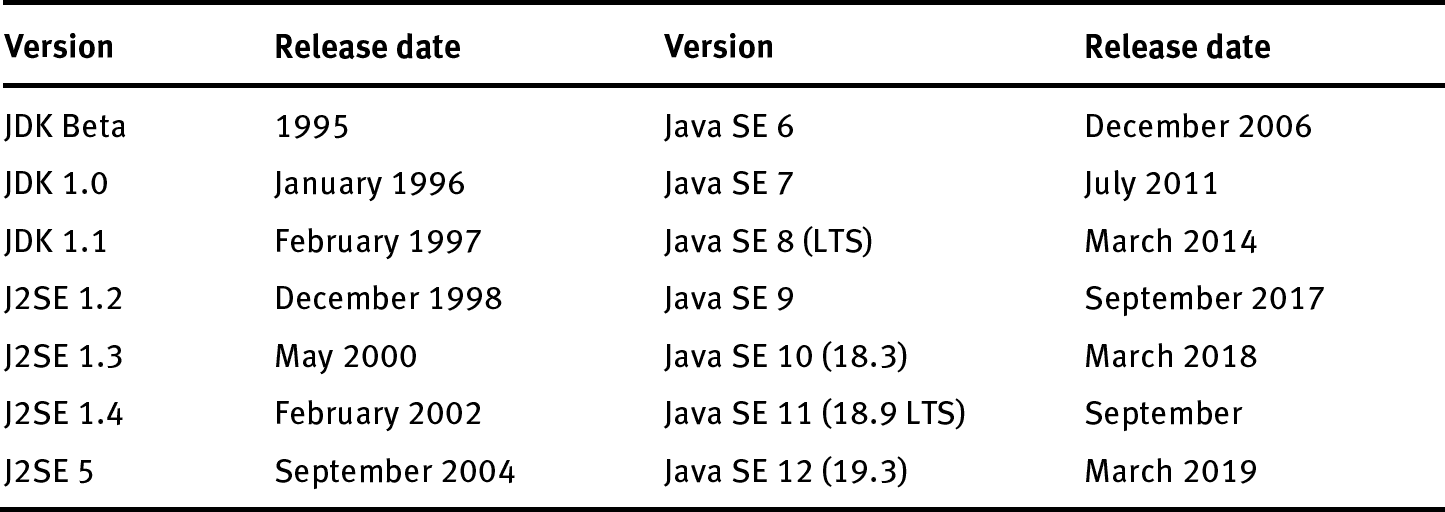 Version Release date Version Release date
JDK Beta 1995 Java SE 6 December 2006
JDK 1.0 January 1996 Java SE 7 July 2011
JDK 1.1 February 1997 Java SE 8 (LTS) March 2014
J2SE 1.2 December 1998 Java SE 9 September 2017
J2SE 1.3 May 2000 Java SE 10 (18.3) March 2018
J2SE 1.4 February 2002 Java SE 11 (18.9 LTS) September
J2SE 5 September 2004 Java SE 12 (19.3) March 2019